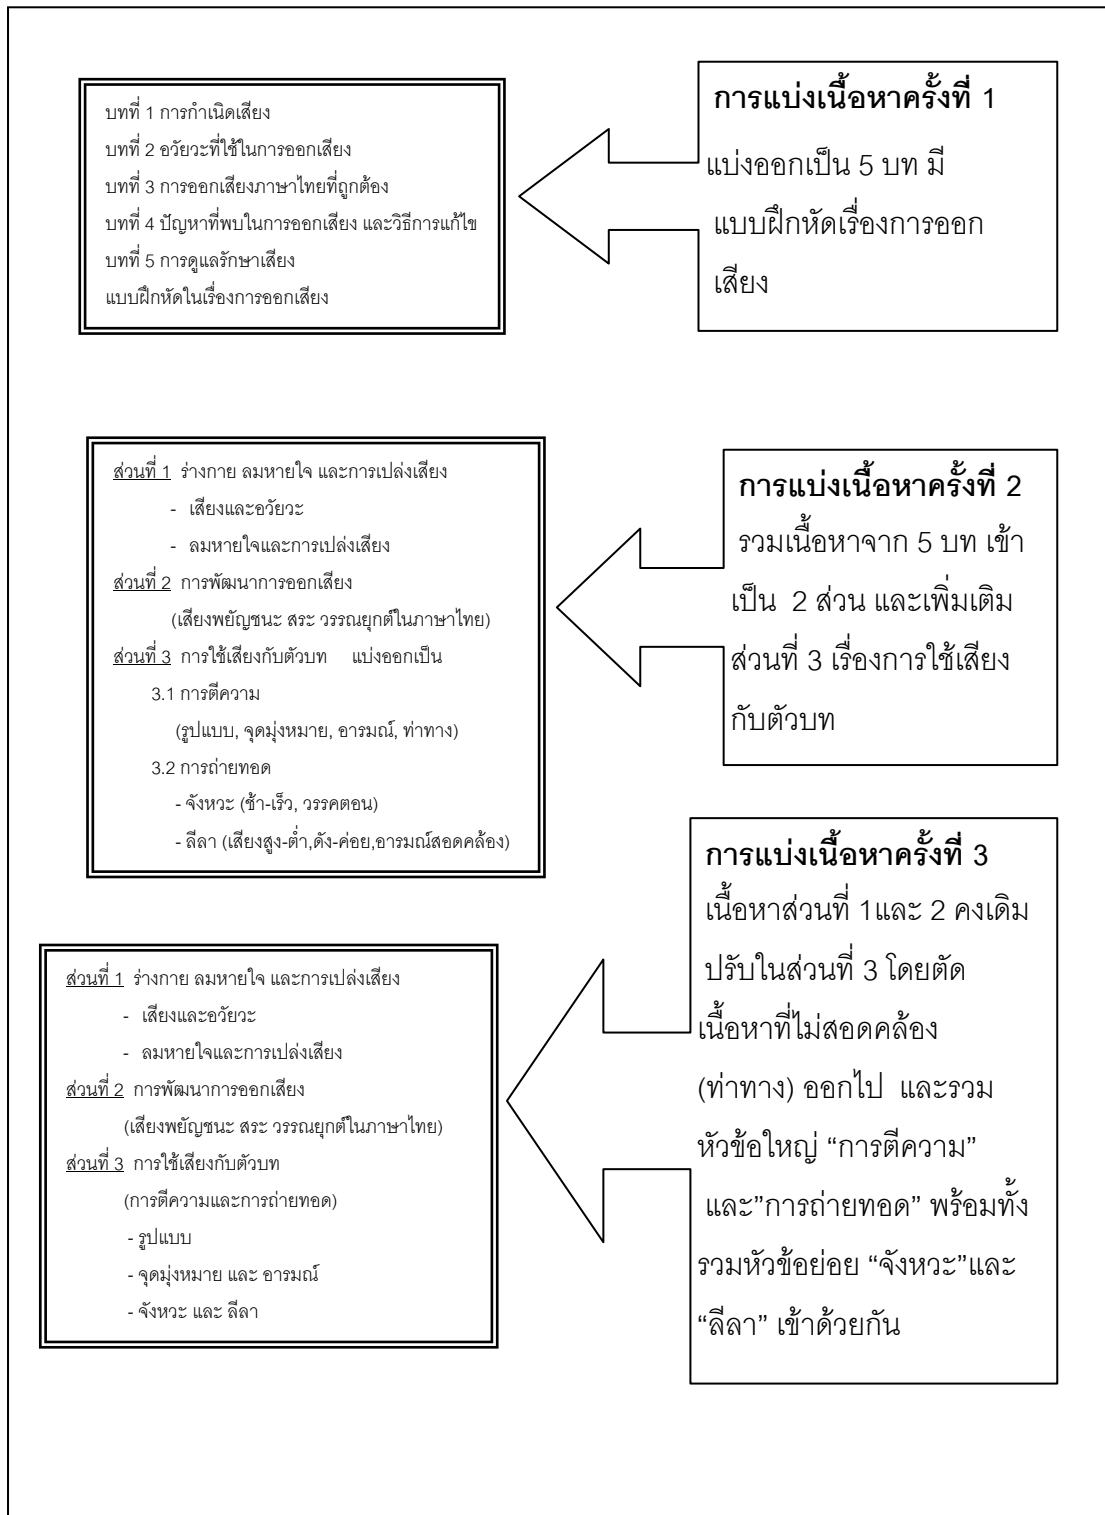 บทที่ 1 การกำเนิดเสียง
บทที่ 2 อวัยวะที่ใช้ในการออกเสียง
บทที่ 3 การออกเสียงภาษาไทยที่ถูกต้อง
บทที่ 4 ปัญหาที่พบในการออกเสียง และวิธีการแก้ไข
บทที่ 5 การดูแลรักษาเสียง
แบบฝึกหัดในเรื่องการออกเสียง
การแบ่งเนื้อหาครั้งที่ 1
แบ่งออกเป็น 5 บท มี
แบบฝึกหัดเรื่องการออก
เสียง
ส่วนที่ 1 ร่างกาย ลมหายใจ และการเปล่งเสียง
- เสียงและอวัยวะ
- ลมหายใจและการเปล่งเสียง
ส่วนที่ 2 การพัฒนาการออกเสียง
(เสียงพยัญชนะ สระ วรรณยุกต์ในภาษาไทย)
ส่วนที่ 3 การใช้เสียงกับตัวบท แบ่งออกเป็น
3.1 การตีความ
(รูปแบบ, จุดมุ่งหมาย, อารมณ์, ท่าทาง)
3.2 การถ่ายทอด
- จังหวะ (ช้า-เร็ว, วรรคตอน)
- ลีลา (เสียงสูง-ต่ำ,ดัง-ค่อย,อารมณ์สอดคล้อง)
การแบ่งเนื้อหาครั้งที่ 2
รวมเนื้อหาจาก 5 บท เข้า
เป็น 2 ส่วน และเพิ่มเติม
ส่วนที่ 3 เรื่องการใช้เสียง
กับตัวบท
ส่วนที่ 1 ร่างกาย ลมหายใจ และการเปล่งเสียง
- เสียงและอวัยวะ
- ลมหายใจและการเปล่งเสียง
ส่วนที่ 2 การพัฒนาการออกเสียง
(เสียงพยัญชนะ สระ วรรณยุกต์ในภาษาไทย)
ส่วนที่ 3 การใช้เสียงกับตัวบท
(การตีความและการถ่ายทอด)
- รูปแบบ
- จุดมุ่งหมาย และ อารมณ์
- จังหวะ และ ลีลา
การแบ่งเนื้อหาครั้งที่ 3
เนื้อหาส่วนที่ 1และ 2 คงเดิม
ปรับในส่วนที่ 3 โดยตัด
เนื้อหาที่ไม่สอดคล้อง
(ท่าทาง) ออกไป และรวม
หัวข้อใหญ่ “การตีความ”
และ”การถ่ายทอด” พร้อมทั้ง
รวมหัวข้อย่อย “จังหวะ”และ
“ลีลา” เข้าด้วยกัน